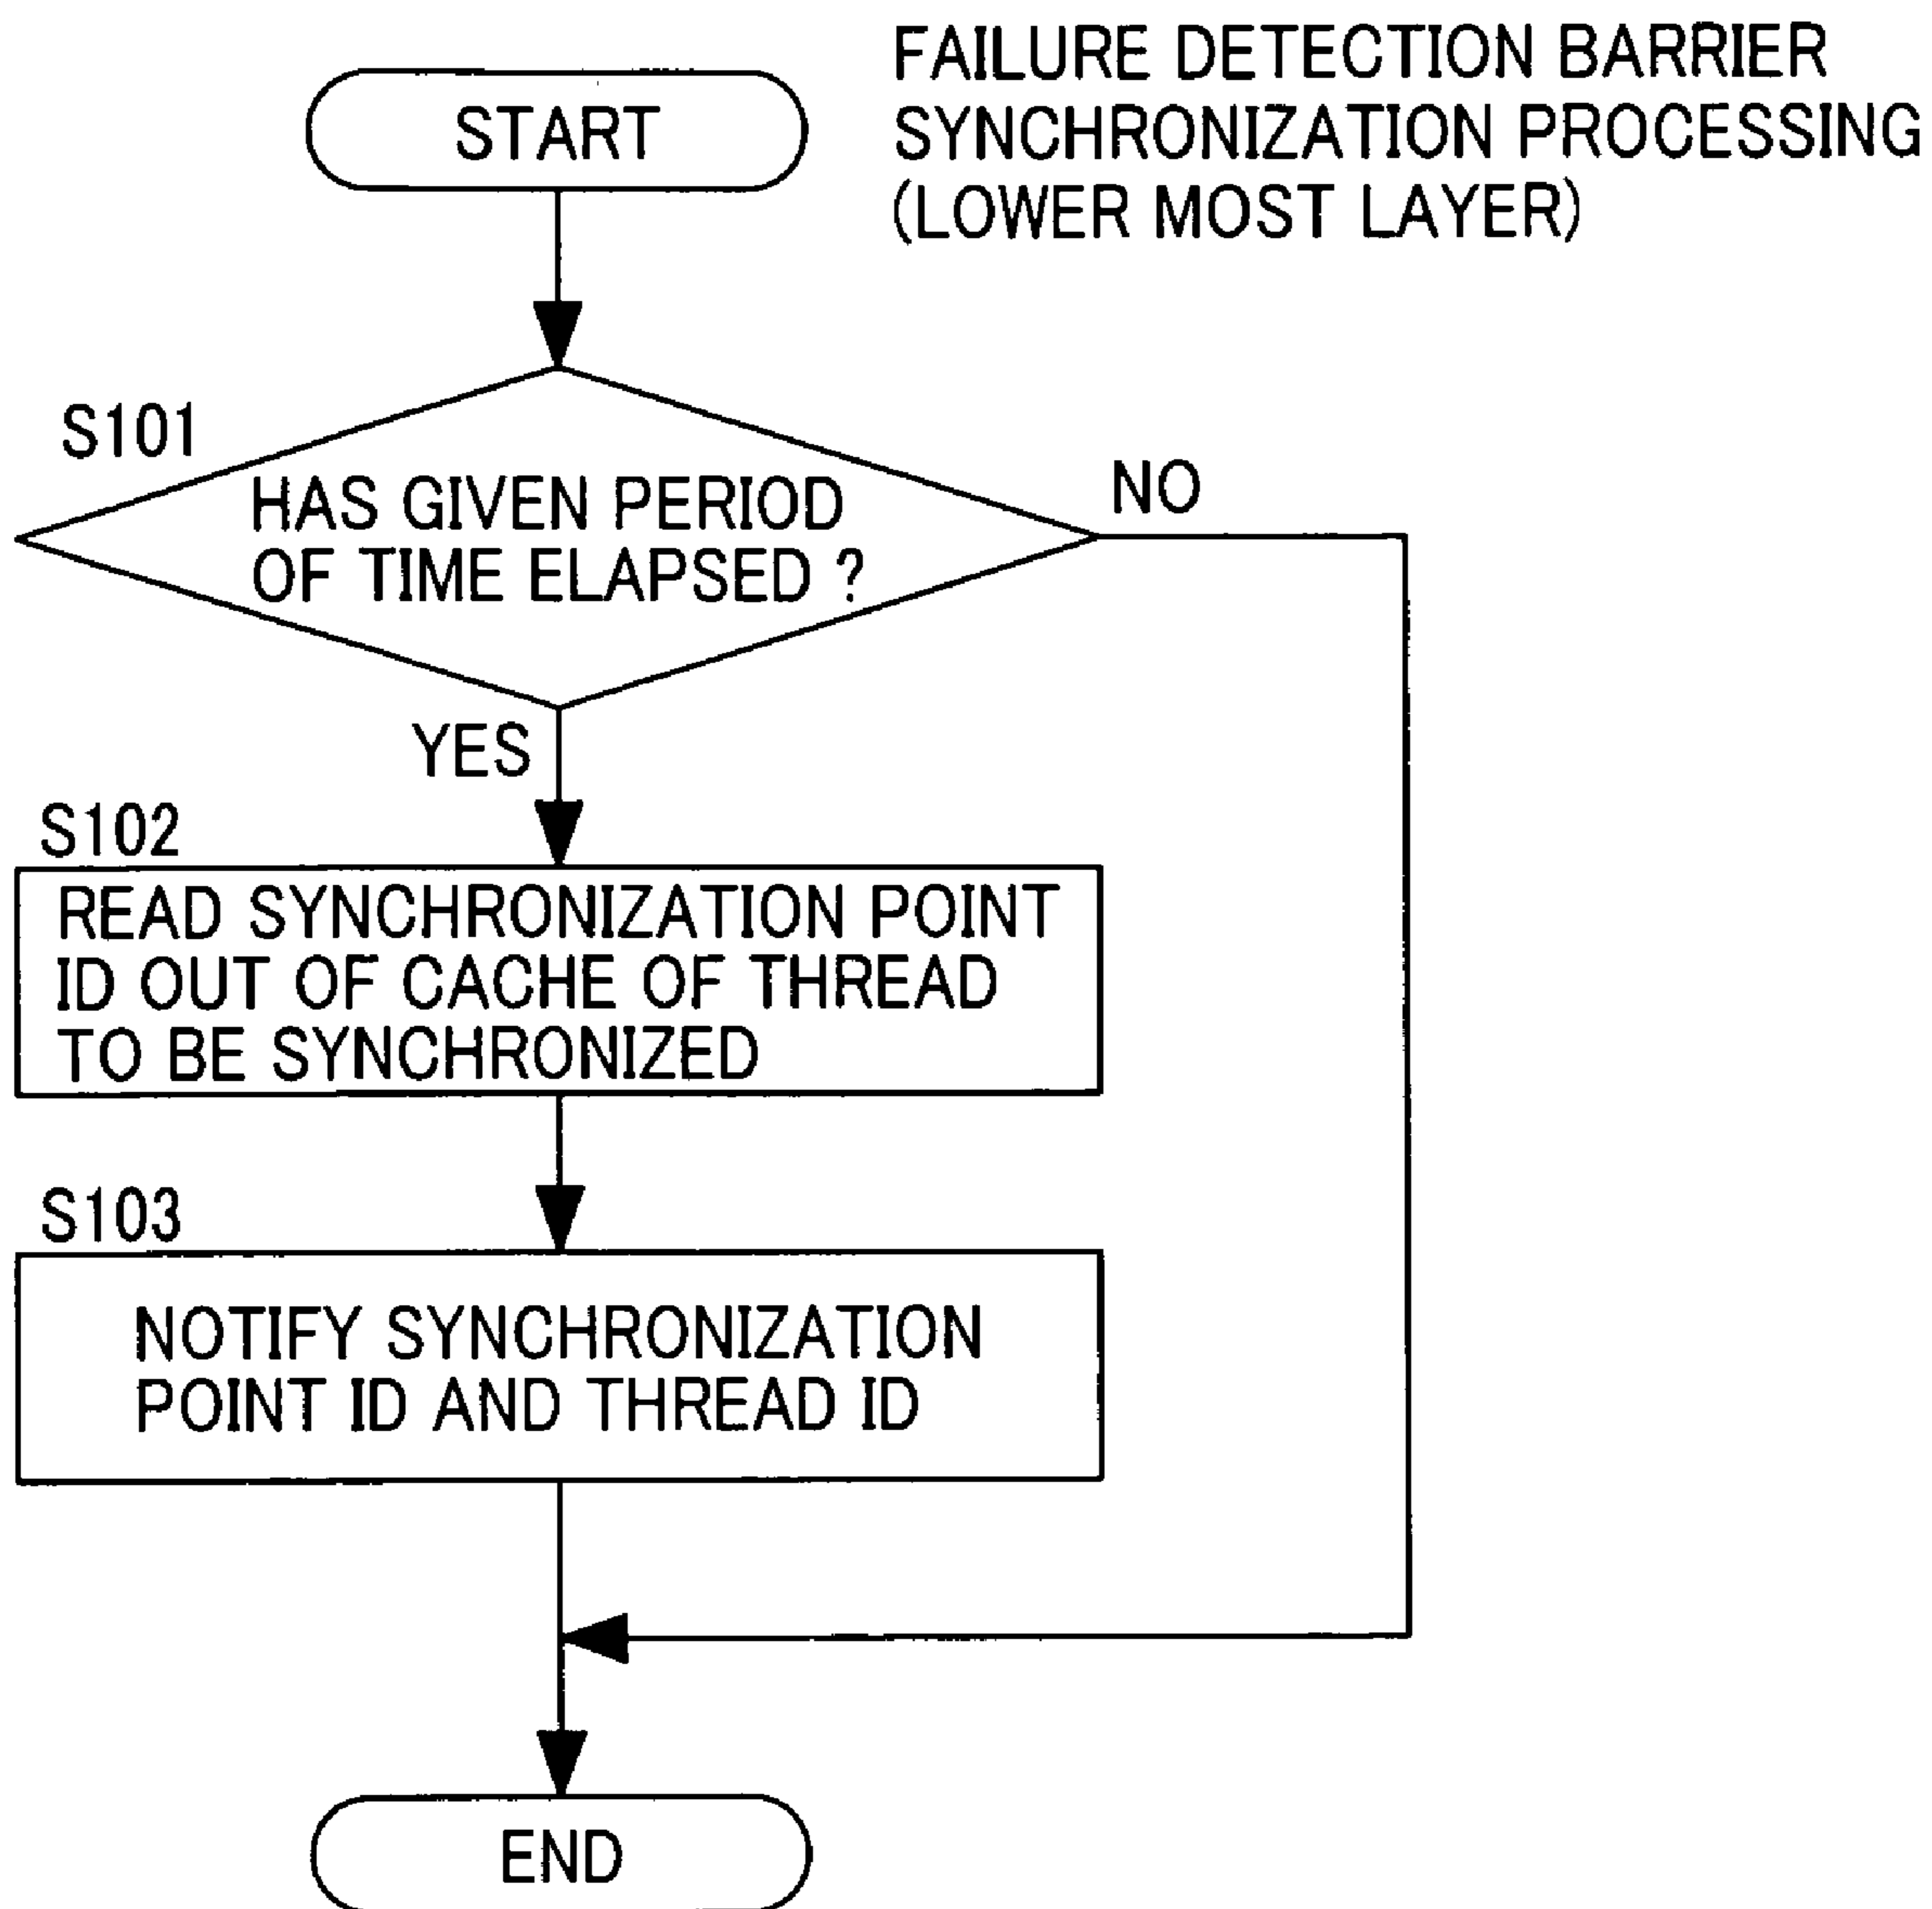 FAILURE DETECTION BARRIER
SYNCHRONIZATION PROCESSING
(LOWER MOST LAYER)
START
S101
HAS GIVEN PERIOD
OF TIME ELAPSED ?
NO
YES
S102
READ SYNCHRONIZATION POINT
ID OUT OF CACHE OF THREAD
TO BE SYNCHRONIZED
S103
NOTIFY SYNCHRONIZATION
POINT ID AND THREAD ID
END